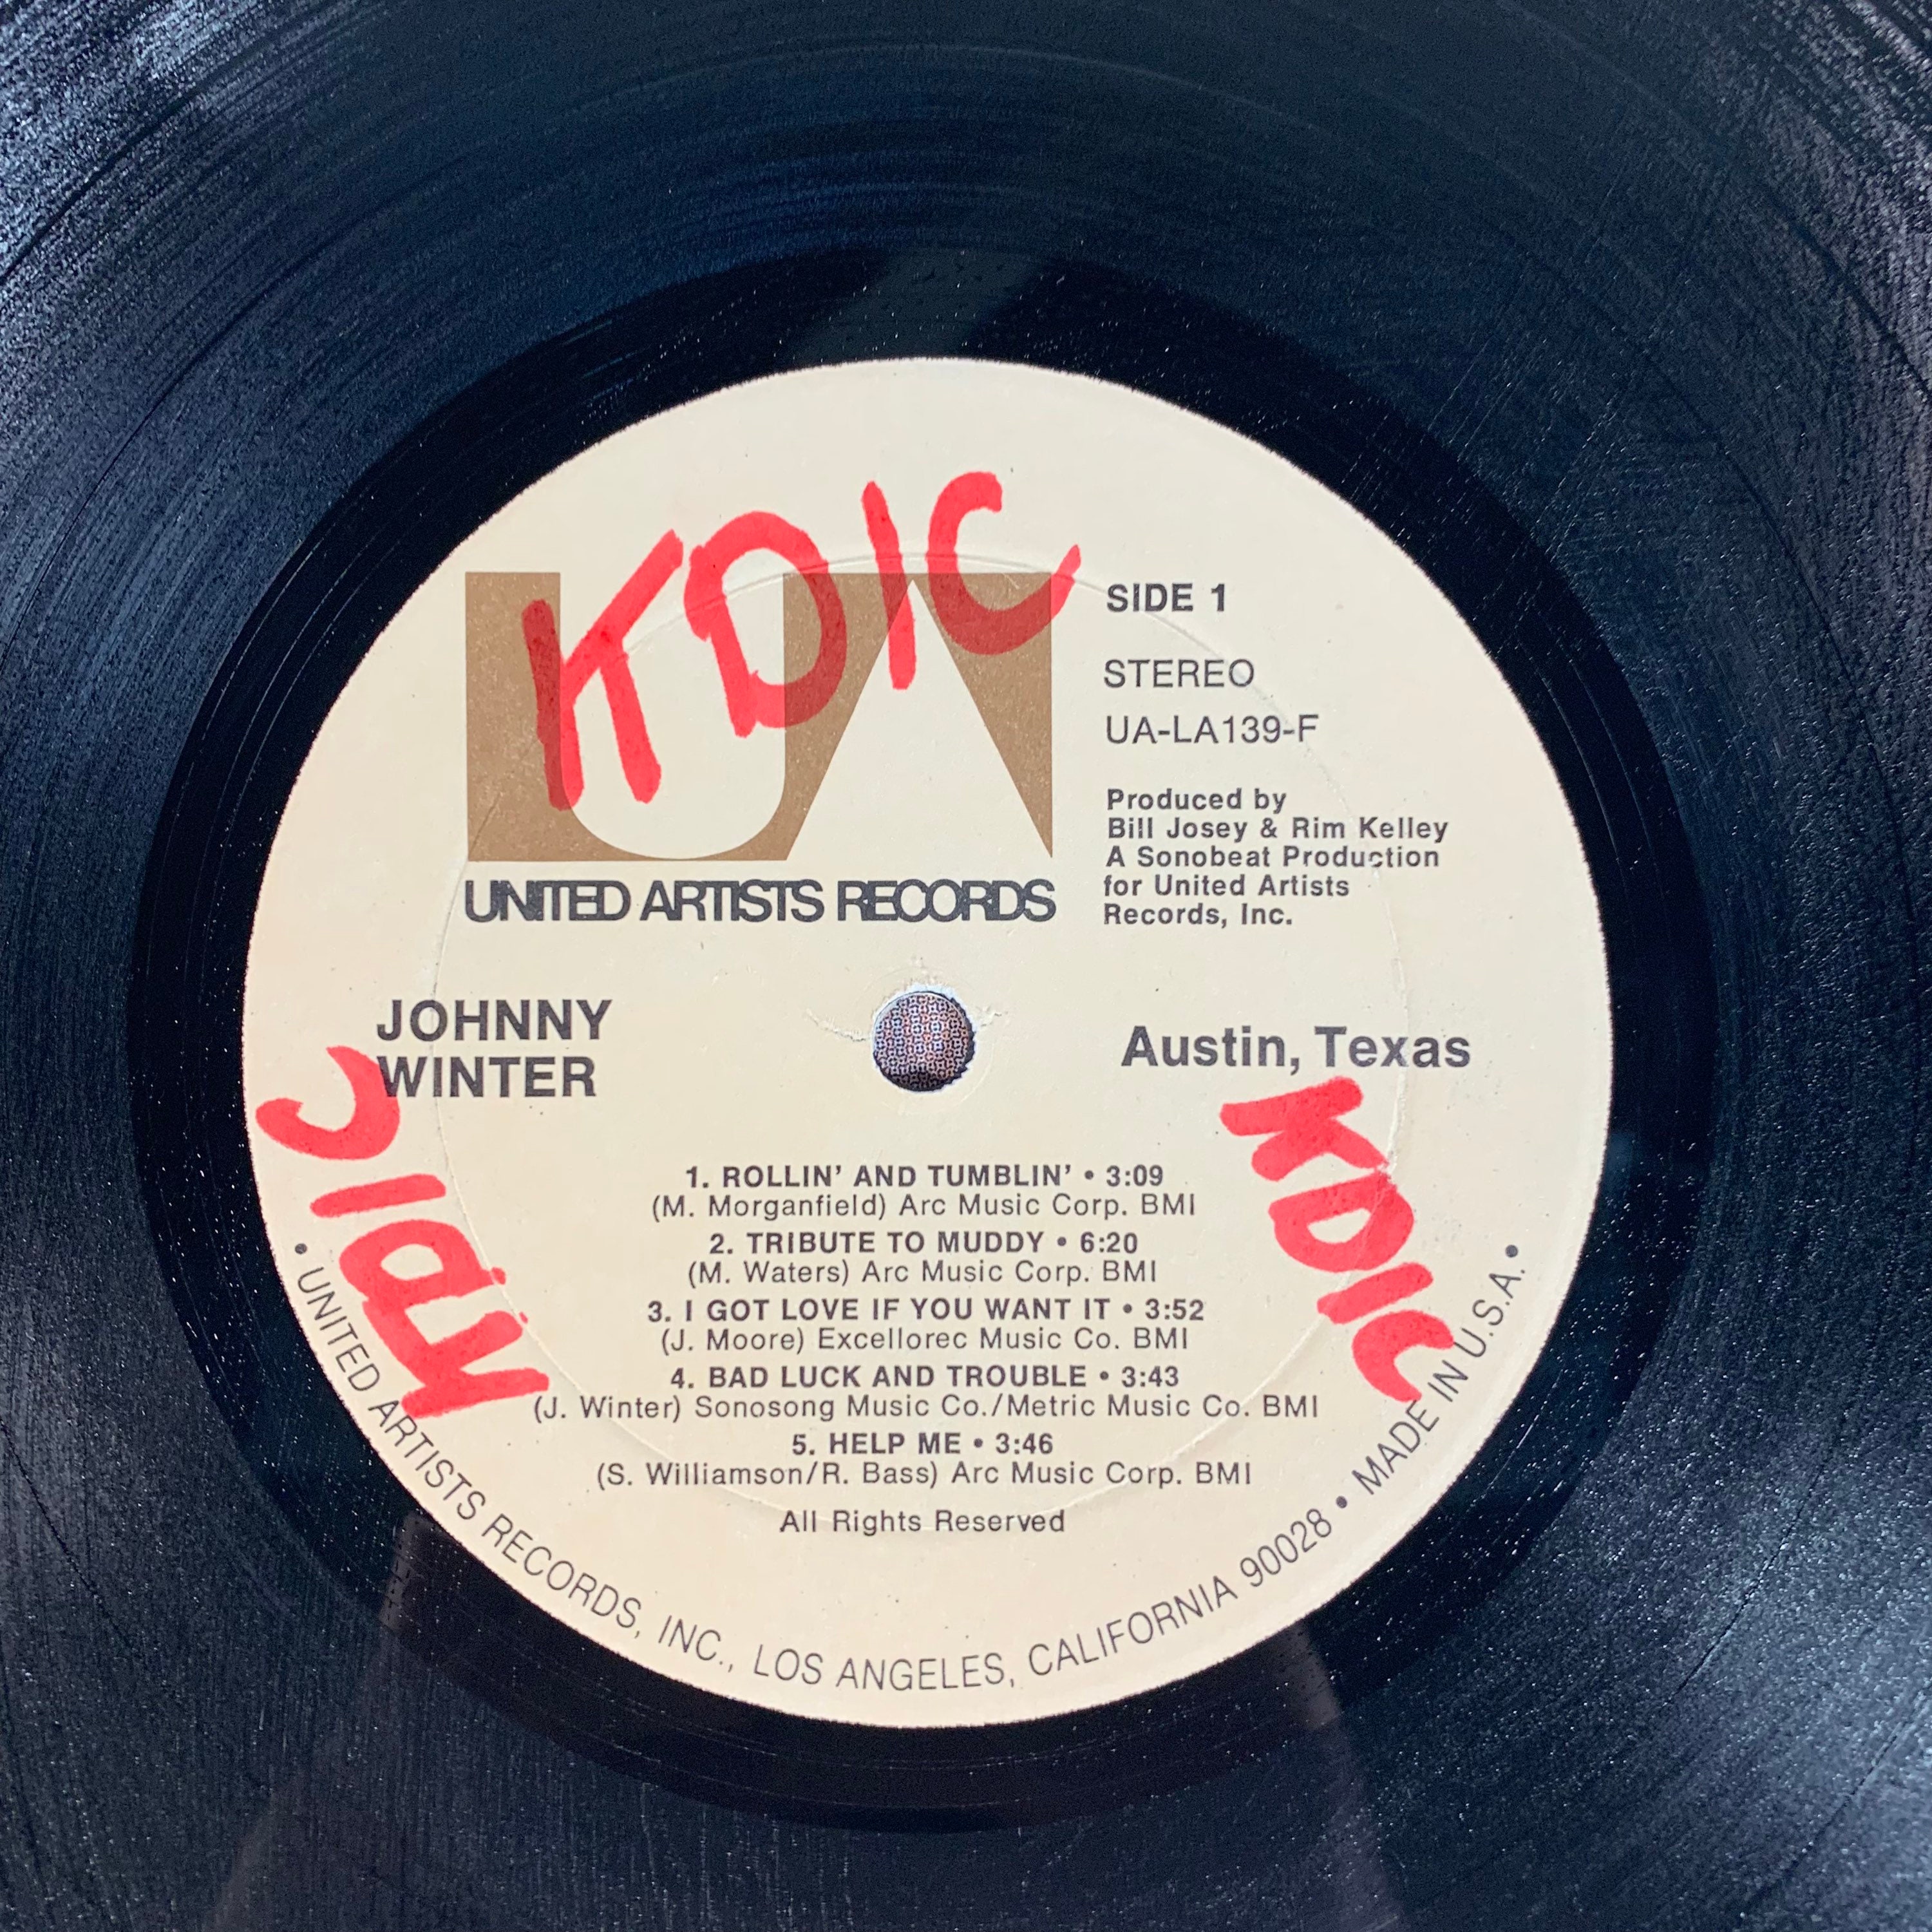 KDIC
UA
UNITED ARTISTS RECORDS
SIDE 1
STEREO
UA-LA139-F
Produced by
Bill Josey & Rim Kelley
A Sonobeat Production
for United Artists
Records, Inc.
JOHNNY
WINTER
Austin, Texas
KDIC
KDIC
1. ROLLIN' AND TUMBLIN' • 3:09
(M. Morganfield) Arc Music Corp. BMI
2. TRIBUTE TO MUDDY • 6:20
(M. Waters) Arc Music Corp. BMI
3. I GOT LOVE IF YOU WANT IT • 3:52
(J. Moore) Excellorec Music Co. BMI
4. BAD LUCK AND TROUBLE • 3:43
(J. Winter) Sonosong Music Co./Metric Music Co. BMI
5. HELP ME • 3:46
(S. Williamson/R. Bass) Arc Music Corp. BMI
All Rights Reserved
• UNITED ARTISTS RECORDS, INC., LOS ANGELES, CALIFORNIA 90028 • MADE IN U.S.A. •